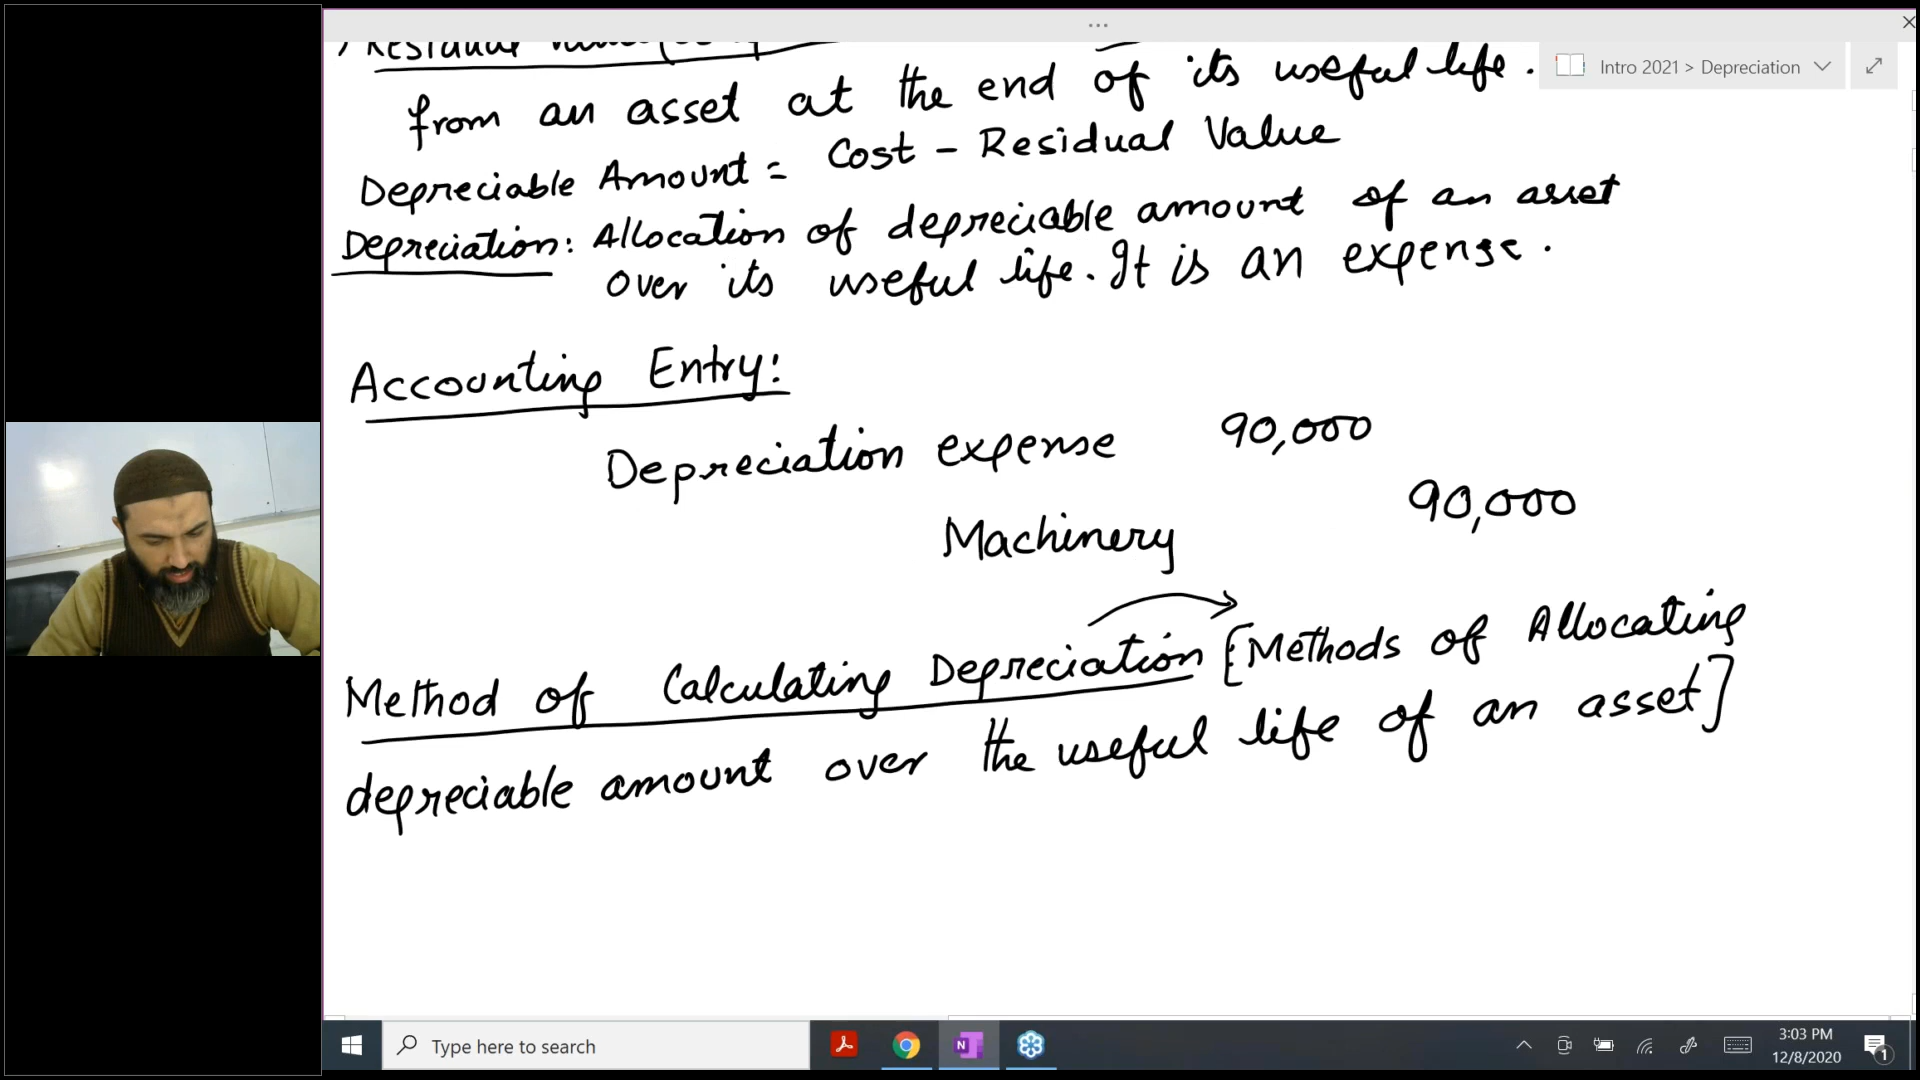 ...
Residual
from an asset at the end of its useful life.
Intro 2021 > Depreciation
Depreciable Amount = Cost - Residual Value
Depreciation: Allocation of depreciable amount of an asset
over its useful life. It is an expense.
Accounting Entry:
Depreciation expense 90,000
Machinery 90,000
Method of Calculating Depreciation [Methods of Allocating
depreciable amount over the useful life of an asset]
Type here to search
N
3:03 PM
12/8/2020
1